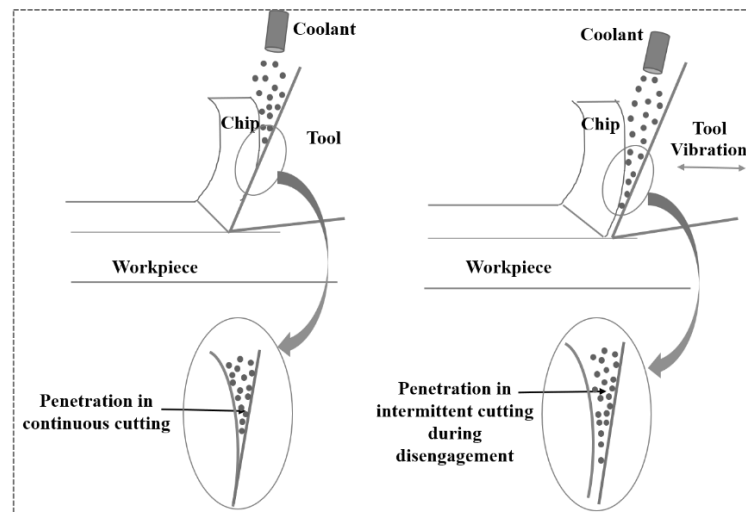 Coolant
Chip
Tool
Workpiece
Penetration in
continuous cutting
Coolant
Chip
Tool
Vibration
Workpiece
Penetration in
intermittent cutting
during
disengagement